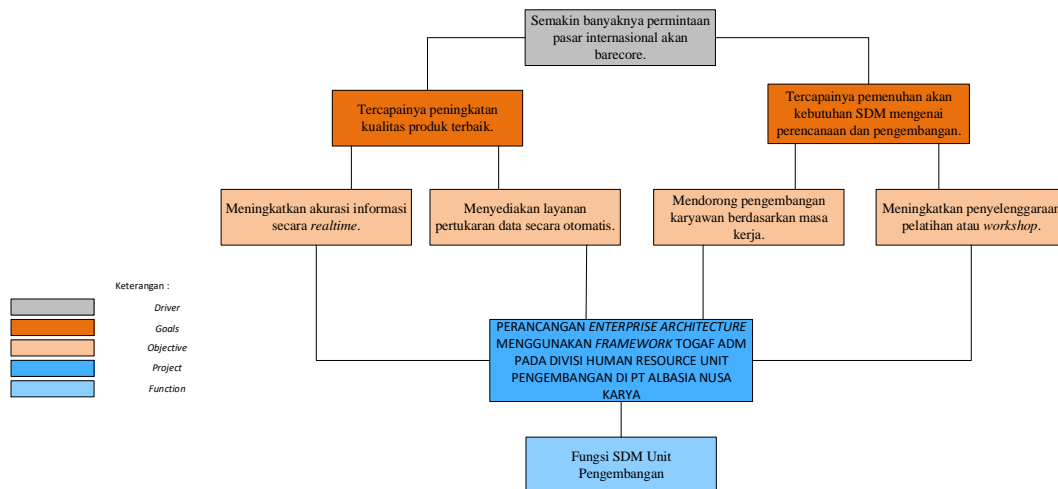 Semakin banyaknya permintaan
pasar internasional akan
barecore.
Tercapainya peningkatan
kualitas produk terbaik.
Tercapainya pemenuhan akan
kebutuhan SDM mengenai
perencanaan dan pengembangan.
Meningkatkan akurasi informasi
secara realtime.
Menyediakan layanan
pertukaran data secara otomatis.
Mendorong pengembangan
karyawan berdasarkan masa
kerja.
Meningkatkan penyelenggaraan
pelatihan atau workshop.
Keterangan :
Driver
Goals
Objective
Project
Function
PERANCANGAN ENTERPRISE ARCHITECTURE
MENGGUNAKAN FRAMEWORK TOGAF ADM
PADA DIVISI HUMAN RESOURCE UNIT
PENGEMBANGAN DI PT ALBASIA NUSA
KARYA
Fungsi SDM Unit
Pengembangan